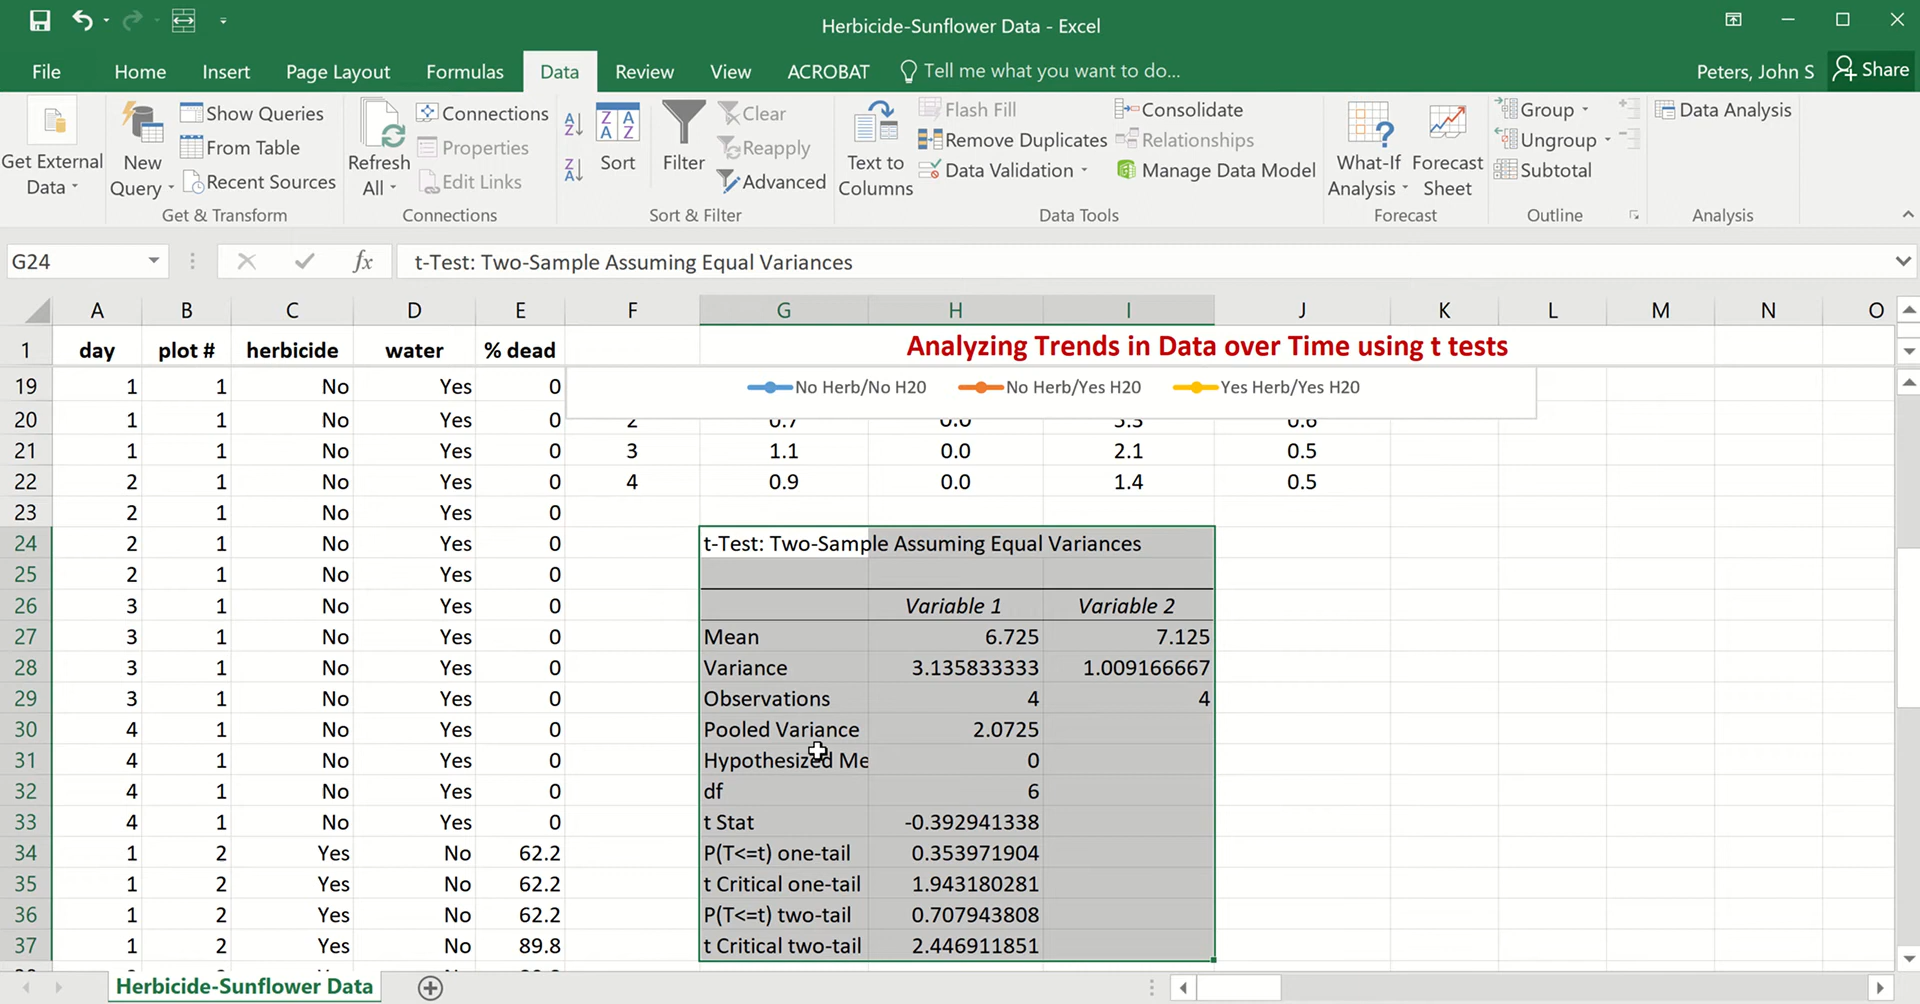 Herbicide-Sunflower Data - Excel
File Home Insert Page Layout Formulas Data Review View ACROBAT Tell me what you want to do... Peters, John S Share
Get External Data
New Query
Show Queries
From Table
Recent Sources
Get & Transform
Refresh All
Connections
Properties
Edit Links
Connections
Sort
Filter
Clear
Reapply
Advanced
Sort & Filter
Text to Columns
Flash Fill
Remove Duplicates
Data Validation
Consolidate
Relationships
Manage Data Model
Data Tools
What-If Analysis
Forecast Sheet
Forecast
Group
Ungroup
Subtotal
Outline
Data Analysis
Analysis
G24 fx t-Test: Two-Sample Assuming Equal Variances
A B C D E F G H I J K L M N O
1 day plot # herbicide water % dead Analyzing Trends in Data over Time using t tests
19 1 1 No Yes 0 No Herb/No H20 No Herb/Yes H20 Yes Herb/Yes H20
20 1 1 No Yes 0 2 0.7 0.0 0.6
21 1 1 No Yes 0 3 1.1 0.0 2.1 0.5
22 2 1 No Yes 0 4 0.9 0.0 1.4 0.5
23 2 1 No Yes 0
24 2 1 No Yes 0 t-Test: Two-Sample Assuming Equal Variances
25 2 1 No Yes 0
26 3 1 No Yes 0 Variable 1 Variable 2
27 3 1 No Yes 0 Mean 6.725 7.125
28 3 1 No Yes 0 Variance 3.135833333 1.009166667
29 3 1 No Yes 0 Observations 4 4
30 4 1 No Yes 0 Pooled Variance 2.0725
31 4 1 No Yes 0 Hypothesized Me 0
32 4 1 No Yes 0 df 6
33 4 1 No Yes 0 t Stat -0.392941338
34 1 2 Yes No 62.2 P(T<=t) one-tail 0.353971904
35 1 2 Yes No 62.2 t Critical one-tail 1.943180281
36 1 2 Yes No 62.2 P(T<=t) two-tail 0.707943808
37 1 2 Yes No 89.8 t Critical two-tail 2.446911851
Herbicide-Sunflower Data